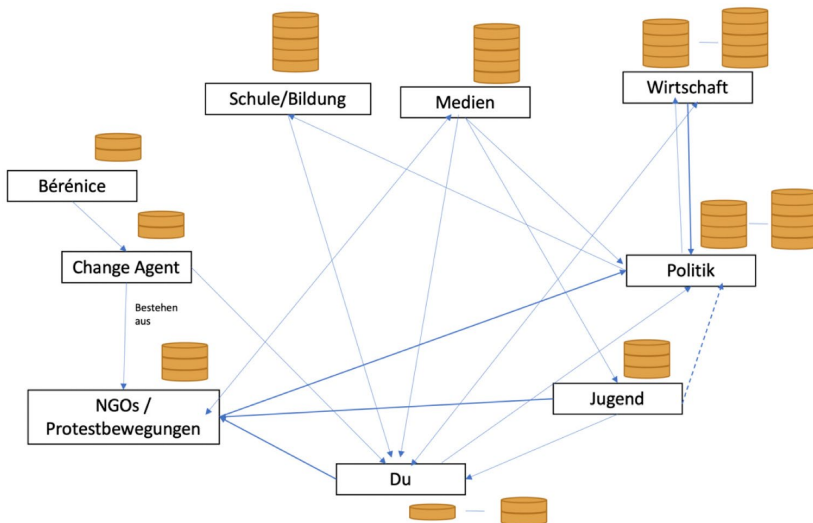 Schule/Bildung
Medien
Wirtschaft
Bérénice
Change Agent
Politik
Bestehen
aus
NGOs /
Protestbewegungen
Jugend
Du